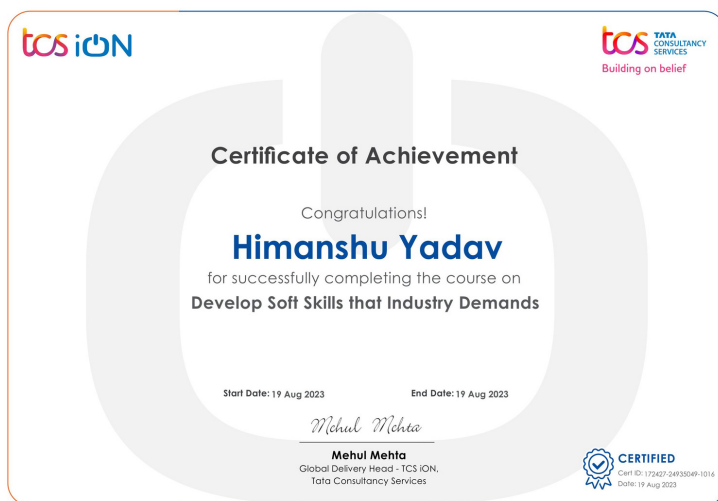 tcs iON
tcs TATA
CONSULTANCY
SERVICES
Building on belief
Certificate of Achievement
Congratulations!
Himanshu Yadav
for successfully completing the course on
Develop Soft Skills that Industry Demands
Start Date: 19 Aug 2023 End Date: 19 Aug 2023
Mehul Mehta
Mehul Mehta
Global Delivery Head - TCS iON,
Tata Consultancy Services
CERTIFIED
Cert ID: 172427-24935049-1016
Date: 19 Aug 2023